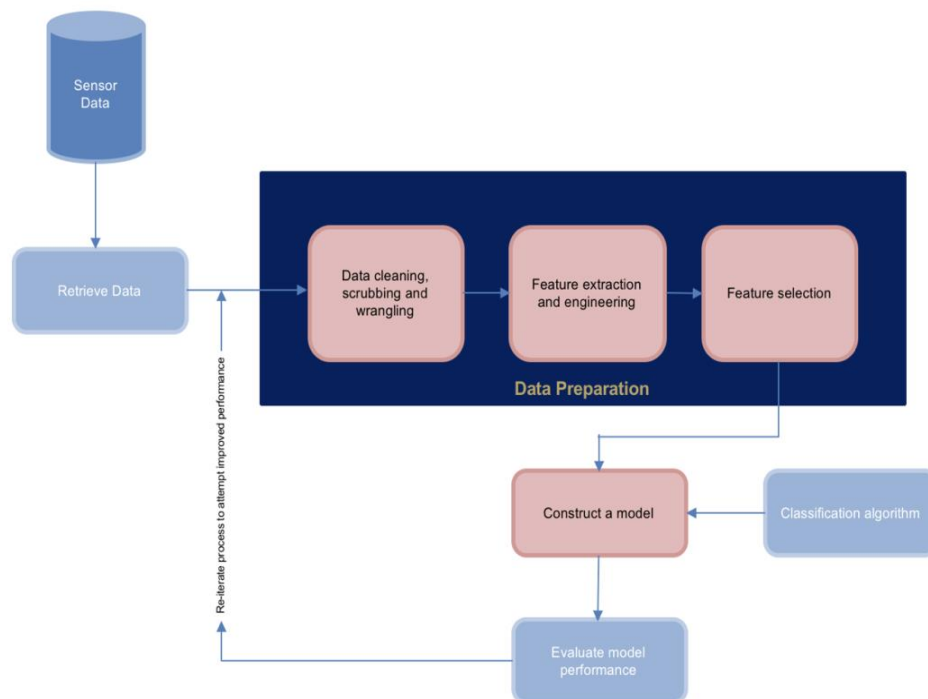 Sensor
Data
Retrieve Data
Data cleaning,
scrubbing and
wrangling
Feature extraction
and engineering
Feature selection
Data Preparation
Re-iterate process to attempt improved performance
Construct a model
Classification algorithm
Evaluate model
performance